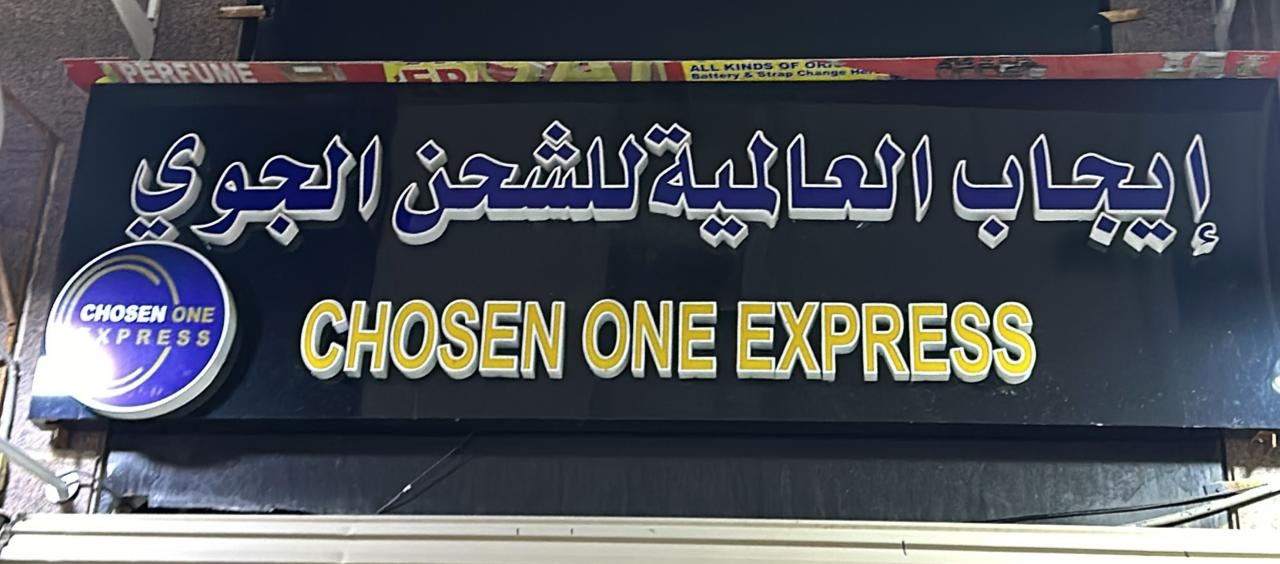 PERFUME
ALL KINDS OF
Battery & Strap Change
إيجاب العالمية للشحن الجوي
CHOSEN ONE EXPRESS
CHOSEN ONE
EXPRESS